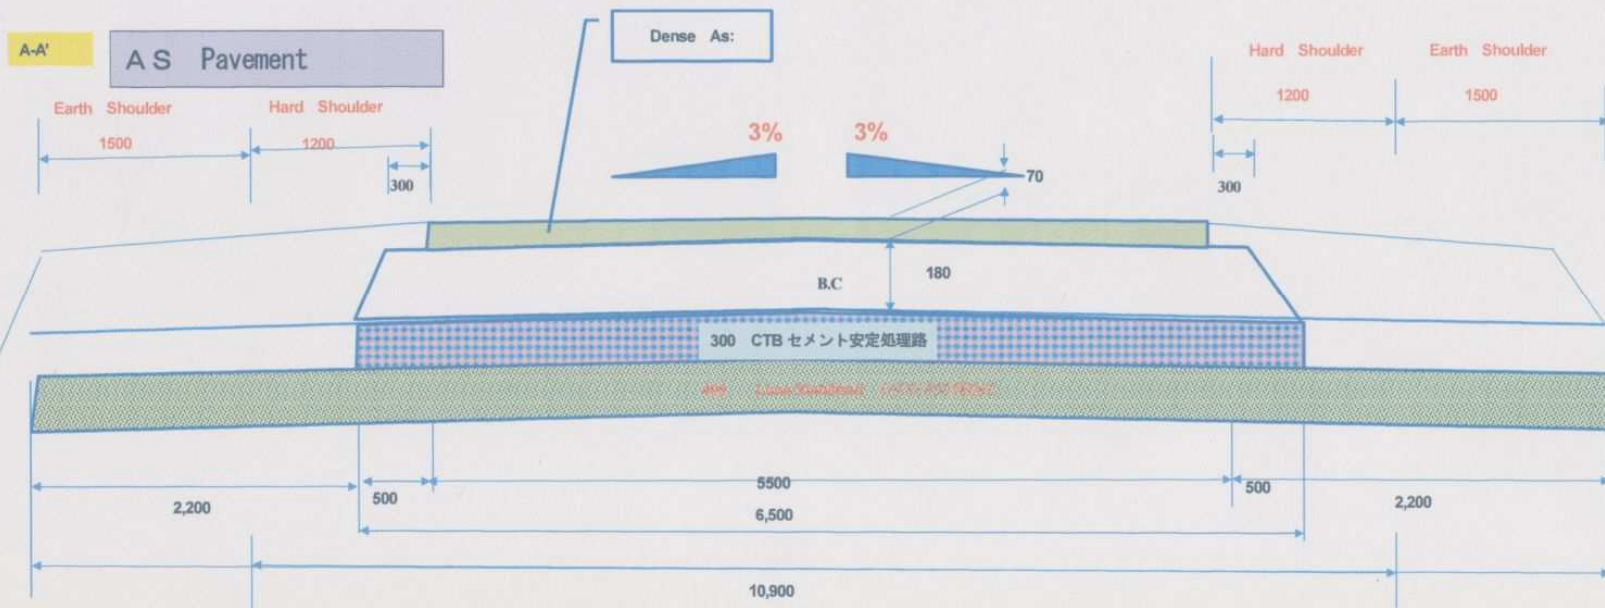 A-A'
AS Pavement
Dense As:
Hard Shoulder
Earth Shoulder
1200
1500
Earth Shoulder
Hard Shoulder
1500
1200
300
3%
3%
70
300
180
B.C
300 CTB セメント安定処理路
5500
500
500
2,200
2,200
6,500
10,900